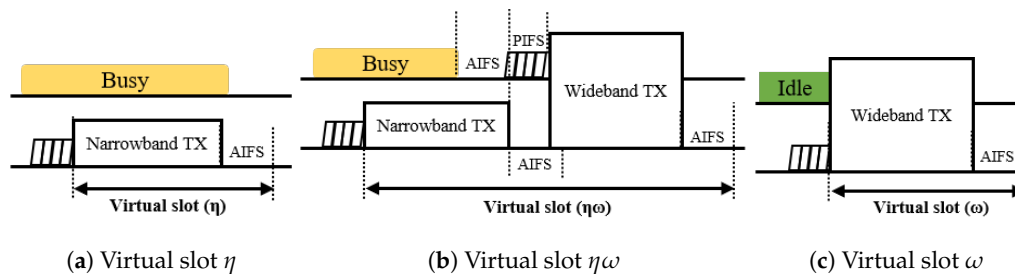 Busy
Narrowband TX
AIFS
Virtual slot (η)
(a) Virtual slot η
PIFS
Busy
AIFS
Wideband TX
Narrowband TX
AIFS
AIFS
Virtual slot (ηω)
(b) Virtual slot ηω
Idle
Wideband TX
AIFS
Virtual slot (ω)
(c) Virtual slot ω